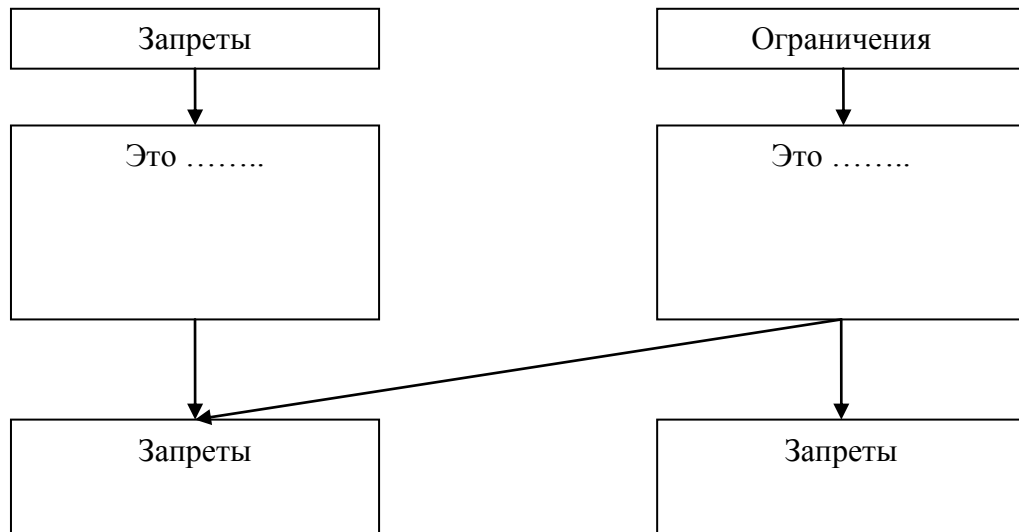 Запреты
Ограничения
Это ……..
Это ……..
Запреты
Запреты